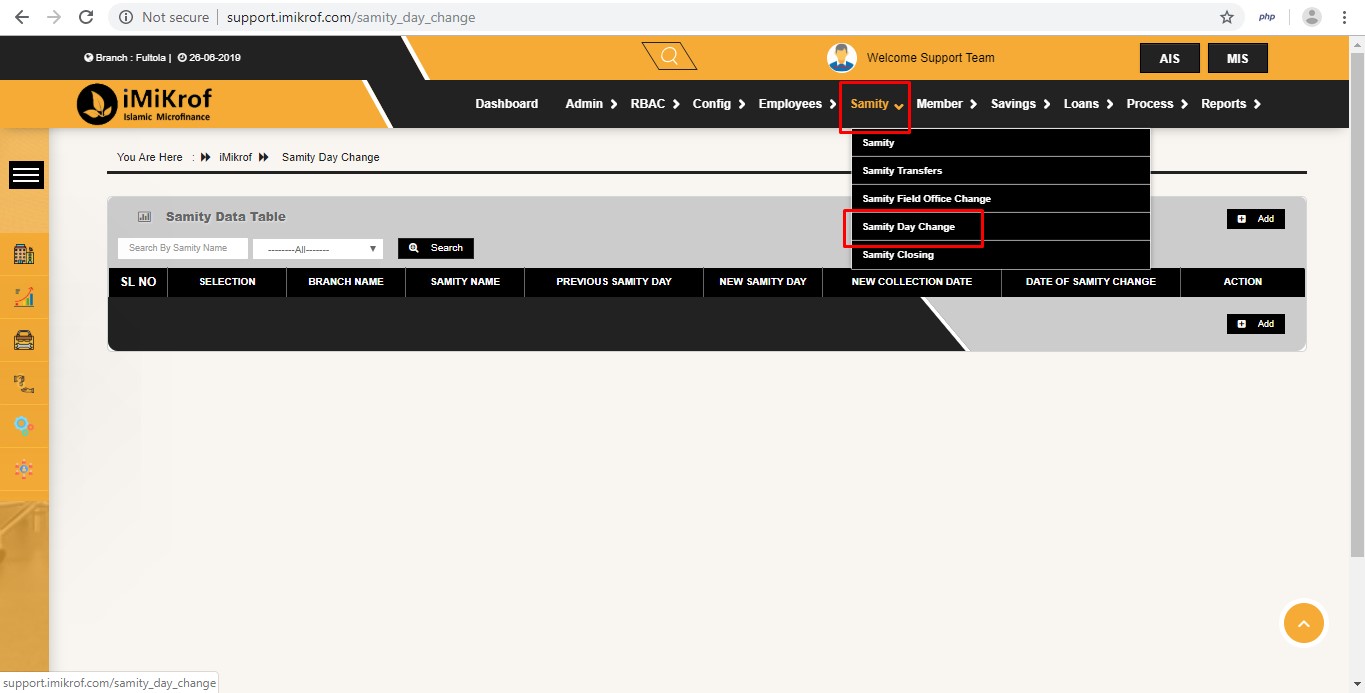 Not secure | support.imikrof.com/samity_day_change php
Branch : Fultola | 26-06-2019 Welcome Support Team AIS MIS
iMiKrof
Islamic Microfinance
Dashboard Admin RBAC Config Employees Samity Member Savings Loans Process Reports
Samity
Samity Transfers
Samity Field Office Change
Samity Day Change
Samity Closing
You Are Here : iMikrof Samity Day Change
Samity Data Table Add
Search By Samity Name --------All------- Search
SL NO SELECTION BRANCH NAME SAMITY NAME PREVIOUS SAMITY DAY NEW SAMITY DAY NEW COLLECTION DATE DATE OF SAMITY CHANGE ACTION
Add
support.imikrof.com/samity_day_change